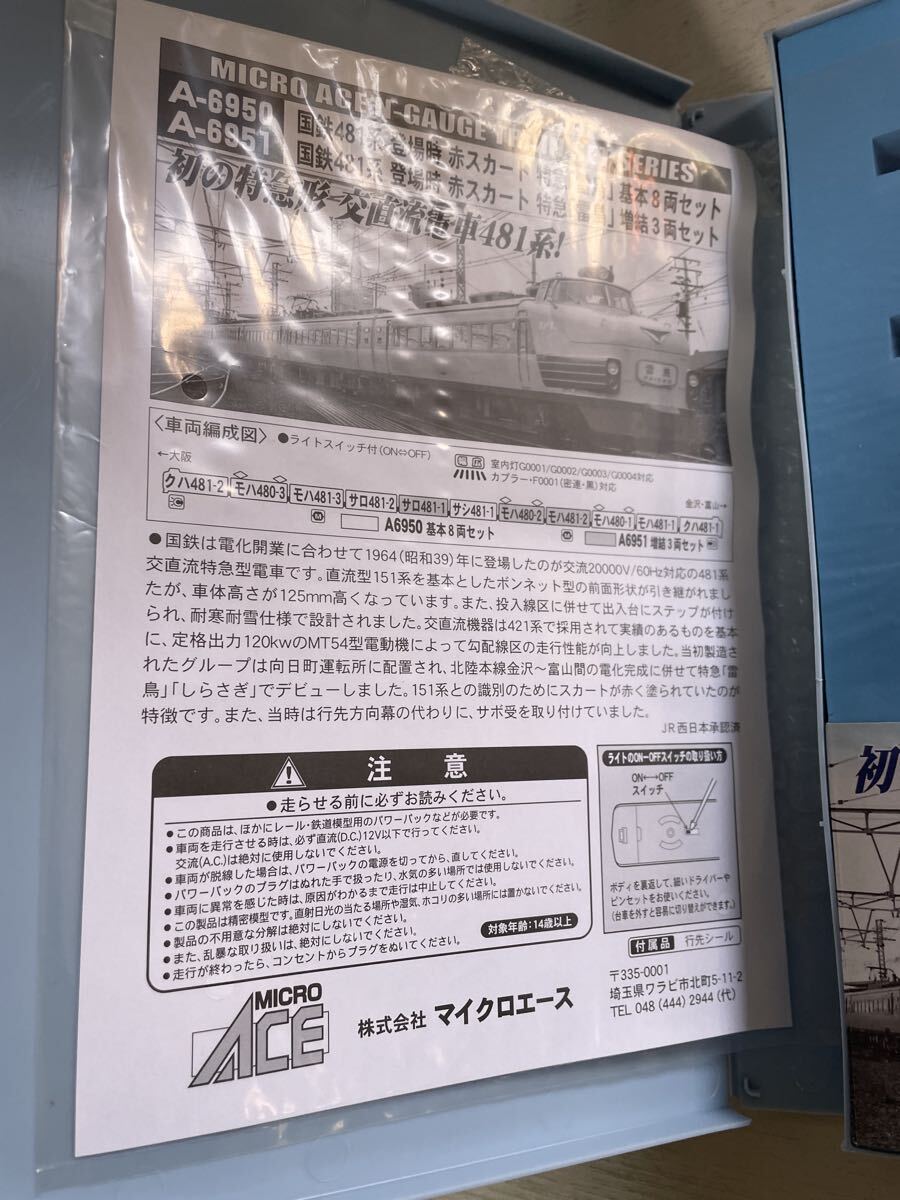 MICRO ACE N-GAUGE TRAIN SERIES
A-6950 国鉄481系 登場時 赤スカート 特急「雷鳥」基本8両セット
A-6951 国鉄481系 登場時 赤スカート 特急「雷鳥」増結3両セット
初の特急形 交直流電車481系!
雷鳥
〈車両編成図〉 ●ライトスイッチ付(ON⇔OFF)
室内灯G0001/G0002/G0003/G0004対応
カプラー・F0001(密連・黒)対応
←大阪
金沢・富山→
クハ481-2 モハ480-3 モハ481-3 サロ481-2 サロ481-1 サシ481-1 モハ480-2 モハ481-2 モハ480-1 モハ481-1 クハ481-1
A6950 基本8両セット
A6951 増結3両セット
●国鉄は電化開業に合わせて1964(昭和39)年に登場したのが交流20000V/60Hz対応の481系
交直流特急型電車です。直流型151系を基本としたボンネット型の前面形状が引き継がれまし
たが、車体高さが125mm高くなっています。また、投入線区に併せて出入台にステップが付け
られ、耐寒耐雪仕様で設計されました。交直流機器は421系で採用されて実績のあるものを基本
に、定格出力120kwのMT54型電動機によって勾配線区の走行性能が向上しました。当初製造さ
れたグループは向日町運転所に配置され、北陸本線金沢～富山間の電化完成に併せて特急「雷
鳥」「しらさぎ」でデビューしました。151系との識別のためにスカートが赤く塗られていたのが
特徴です。また、当時は行先方向幕の代わりに、サボ受を取り付けていました。
JR西日本承認済
注 意
●走らせる前に必ずお読みください。
●この商品は、ほかにレール・鉄道模型用のパワーパックなどが必要です。
●車両を走行させる時は、必ず直流(D.C.)12V以下で行ってください。
交流(A.C.)は絶対に使用しないでください。
●車両が脱線した場合は、パワーパックの電源を切ってから、直してください。
●パワーパックのプラグはぬれた手で扱ったり、水気の多い場所では使用しないでください。
●車両に異常を感じた時は、原因がわかるまで走行は中止してください。
●この製品は精密模型です。直射日光の当たる場所や湿気、ホコリの多い場所には置かないでください。
●製品の不用意な分解は絶対にしないでください。
●また、乱暴な取り扱いは、絶対にしないでください。
●走行が終わったら、コンセントからプラグをぬいてください。
対象年齢:14歳以上
ライトのON-OFFスイッチの取り扱い方
ON←→OFF
スイッチ
ボディを裏返して、細いドライバーや
ピンセットをお使いください。
(台車を外すと容易に切り替えができます)
付属品 行先シール
MICRO
ACE
株式会社 マイクロエース
〒335-0001
埼玉県ワラビ市北町5-11-2
TEL 048 (444) 2944 (代)
初